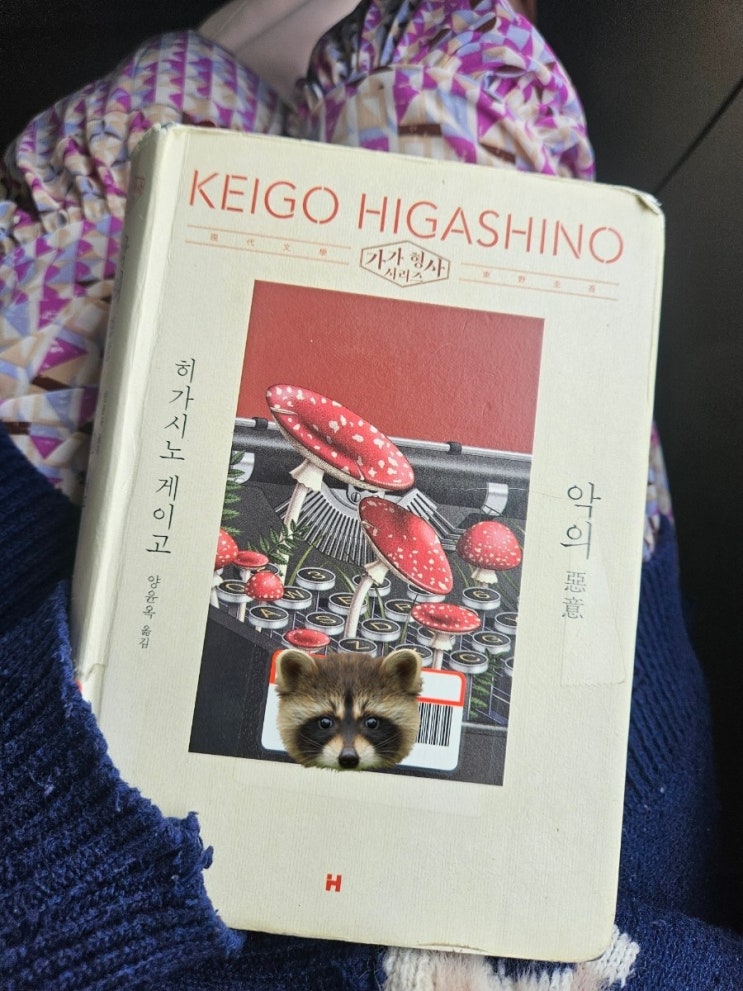 KEIGO HIGASHINO
現代文學
가가 형사
시리즈
東野圭吾
히가시노 게이고
양윤옥 옮김
악의 惡意
H